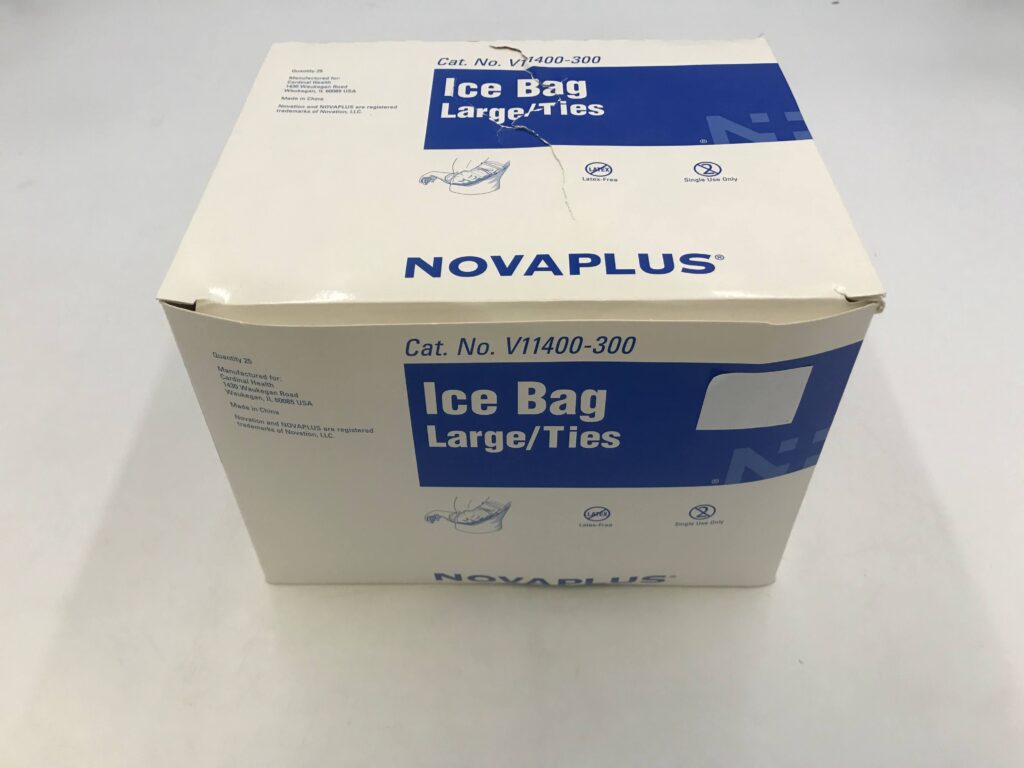 Quantity 25
Manufactured for:
Cardinal Health
1430 Waukegan Road
Waukegan, IL 60085 USA
Made in China
Novation and NOVAPLUS are registered
trademarks of Novation, LLC.
Cat. No. V11400-300
Ice Bag
Large/Ties
®
LATEX
Latex-Free
2
Single Use Only
NOVAPLUS®
Quantity 25
Manufactured for:
Cardinal Health
1430 Waukegan Road
Waukegan, IL 60085 USA
Made in China
Novation and NOVAPLUS are registered
trademarks of Novation, LLC.
Cat. No. V11400-300
Ice Bag
Large/Ties
®
LATEX
Latex-Free
2
Single Use Only
NOVAPLUS®